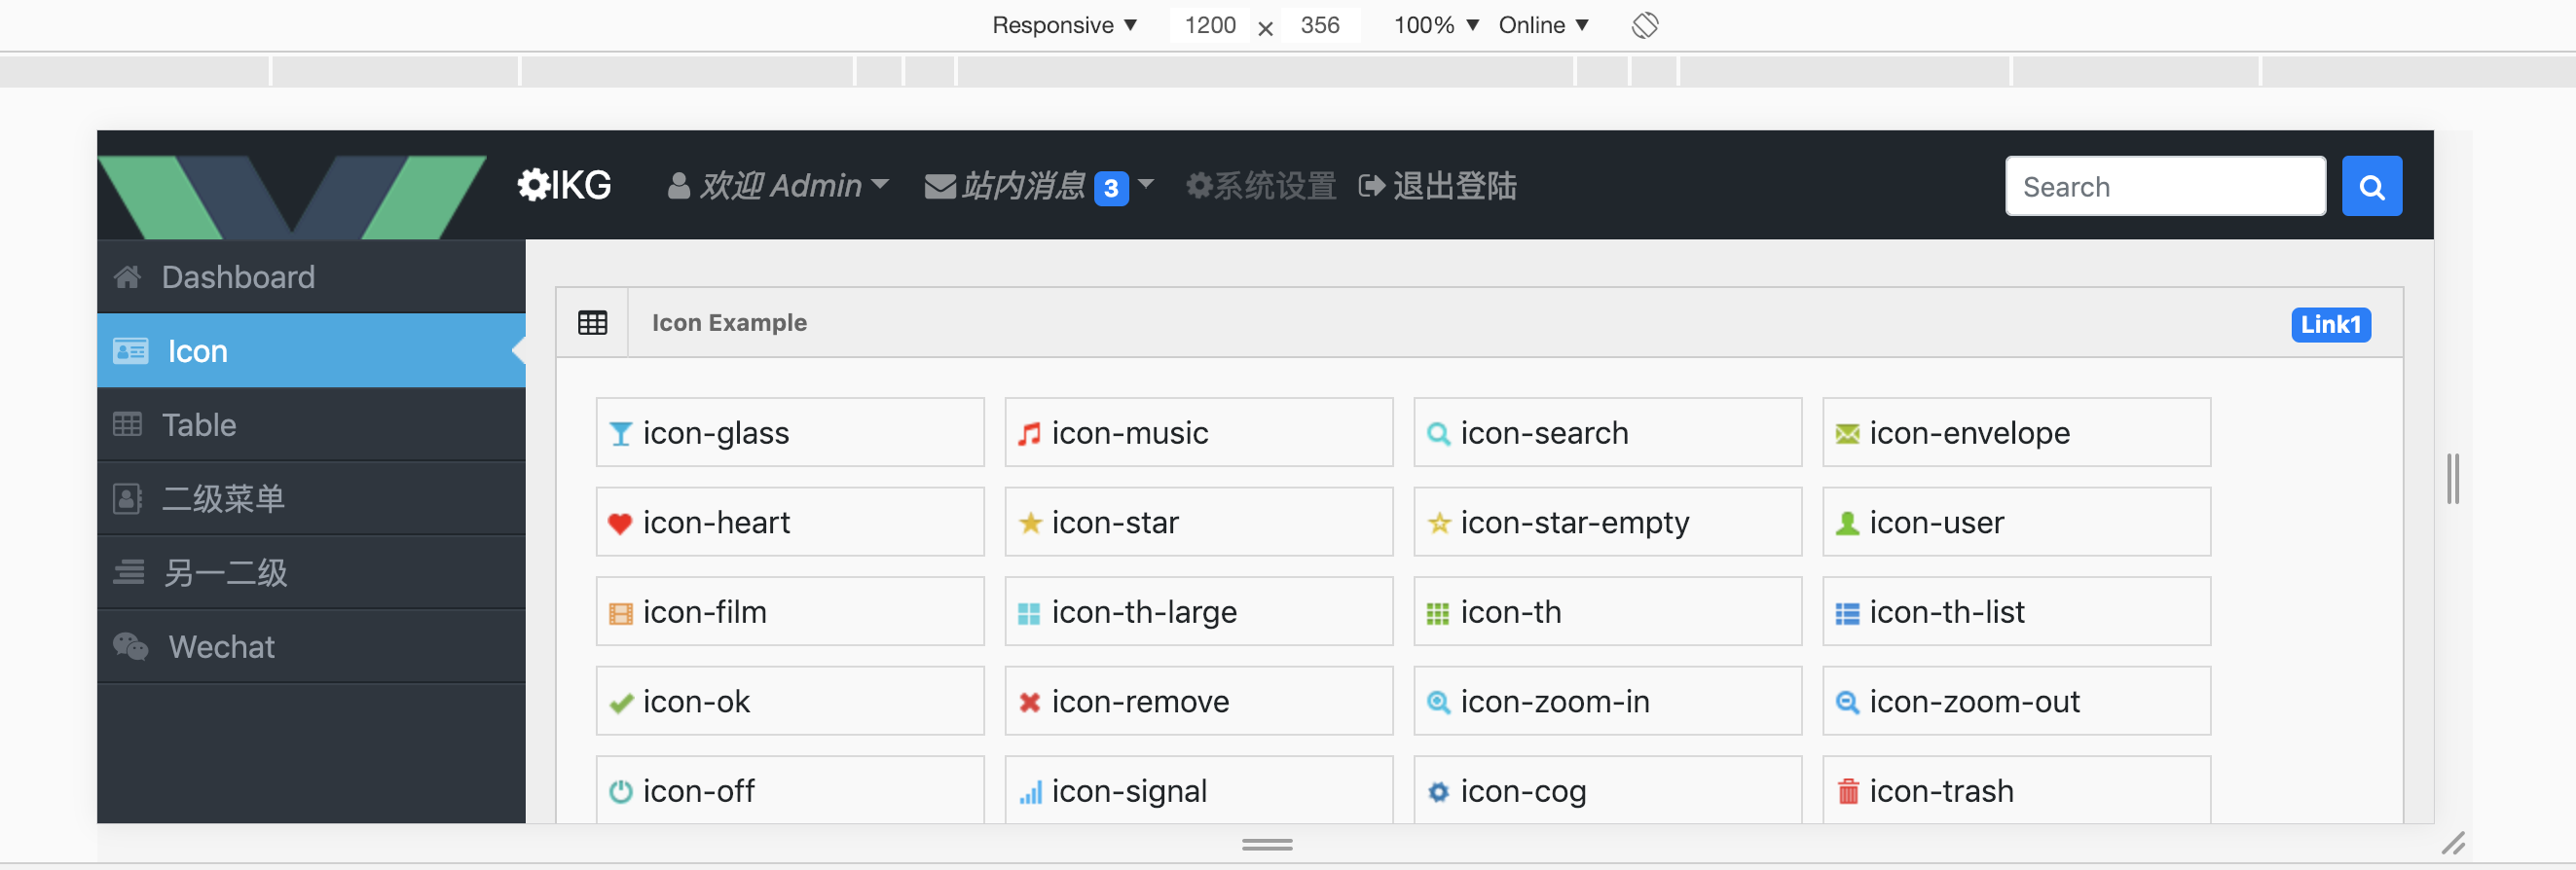 Responsive ▼ 1200 × 356 100% ▼ Online ▼
IKG 欢迎 Admin 站内消息 3 系统设置 退出登陆 Search
Dashboard
Icon
Table
二级菜单
另一二级
Wechat
Icon Example Link1
icon-glass icon-music icon-search icon-envelope
icon-heart icon-star icon-star-empty icon-user
icon-film icon-th-large icon-th icon-th-list
icon-ok icon-remove icon-zoom-in icon-zoom-out
icon-off icon-signal icon-cog icon-trash